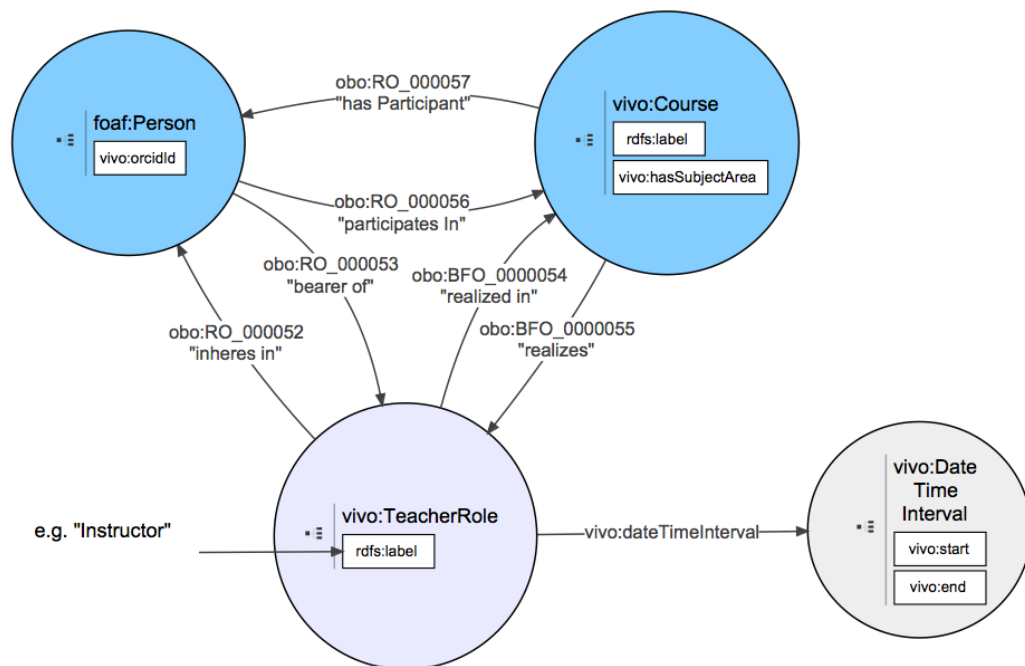 obo:RO_000057
"has Participant"
foaf:Person
vivo:orcidId
vivo:Course
rdfs:label
vivo:hasSubjectArea
obo:RO_000056
"participates In"
obo:RO_000053
"bearer of"
obo:BFO_0000054
"realized in"
obo:RO_000052
"inheres in"
obo:BFO_0000055
"realizes"
e.g. "Instructor"
vivo:TeacherRole
rdfs:label
vivo:dateTimeInterval
vivo:Date
Time
Interval
vivo:start
vivo:end